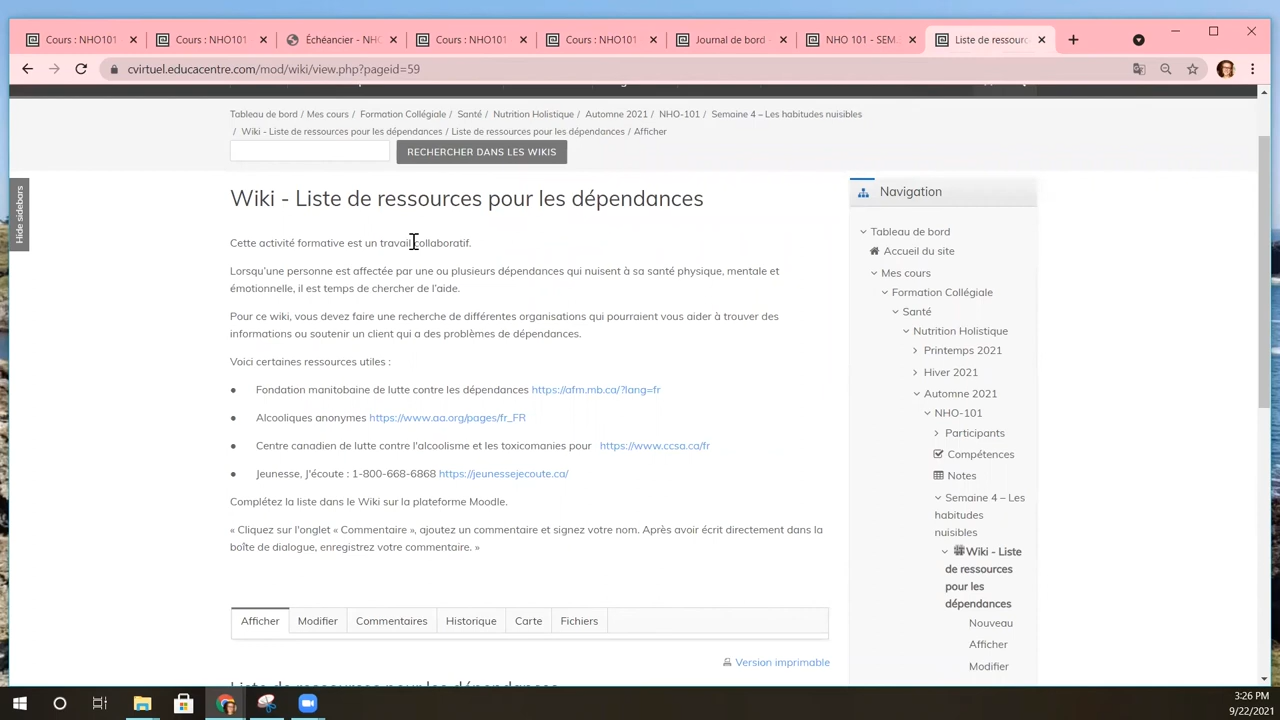 Cours : NHO101
Cours : NHO101
Échéancier - NHO
Cours : NHO101
Cours : NHO101
Journal de bord -
NHO 101 - SEM
Liste de ressourc
cvirtuel.educacentre.com/mod/wiki/view.php?pageid=59
Tableau de bord / Mes cours / Formation Collégiale / Santé / Nutrition Holistique / Automne 2021 / NHO-101 / Semaine 4 – Les habitudes nuisibles
/ Wiki - Liste de ressources pour les dépendances / Liste de ressources pour les dépendances / Afficher
RECHERCHER DANS LES WIKIS
Hide sidebars
Wiki - Liste de ressources pour les dépendances
Cette activité formative est un travail collaboratif.
Lorsqu'une personne est affectée par une ou plusieurs dépendances qui nuisent à sa santé physique, mentale et
émotionnelle, il est temps de chercher de l'aide.
Pour ce wiki, vous devez faire une recherche de différentes organisations qui pourraient vous aider à trouver des
informations ou soutenir un client qui a des problèmes de dépendances.
Voici certaines ressources utiles :
● Fondation manitobaine de lutte contre les dépendances https://afm.mb.ca/?lang=fr
● Alcooliques anonymes https://www.aa.org/pages/fr_FR
● Centre canadien de lutte contre l'alcoolisme et les toxicomanies pour https://www.ccsa.ca/fr
● Jeunesse, J'écoute : 1-800-668-6868 https://jeunessejecoute.ca/
Complétez la liste dans le Wiki sur la plateforme Moodle.
« Cliquez sur l'onglet « Commentaire », ajoutez un commentaire et signez votre nom. Après avoir écrit directement dans la
boîte de dialogue, enregistrez votre commentaire. »
Afficher Modifier Commentaires Historique Carte Fichiers
Version imprimable
Liste de ressources pour les dépendances
Navigation
Tableau de bord
Accueil du site
Mes cours
Formation Collégiale
Santé
Nutrition Holistique
Printemps 2021
Hiver 2021
Automne 2021
NHO-101
Participants
Compétences
Notes
Semaine 4 – Les
habitudes
nuisibles
Wiki - Liste
de ressources
pour les
dépendances
Nouveau
Afficher
Modifier
3:26 PM
9/22/2021